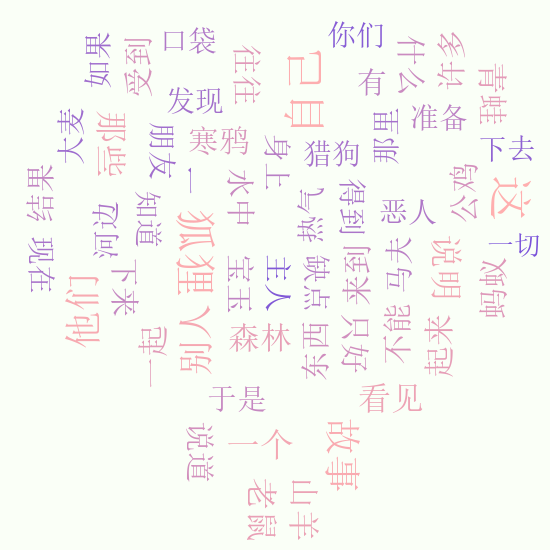 你们
口袋
如果
受到
往往
自己
什么
许多
有
青蛙
发现
大麦
那些
朋友
寒鸦
身上
猎狗
那里
准备
下去
一
水中
结果
知道
河边
狐狸
热气
得到
恶人
公鸡
这
一切
现在
下来
他们
宝玉
主人
缺点
来到
马夫
说明
蚂蚁
一起
别人
森林
东西
只好
不能
起来
于是
看见
说道
一个
故事
老鼠
山羊